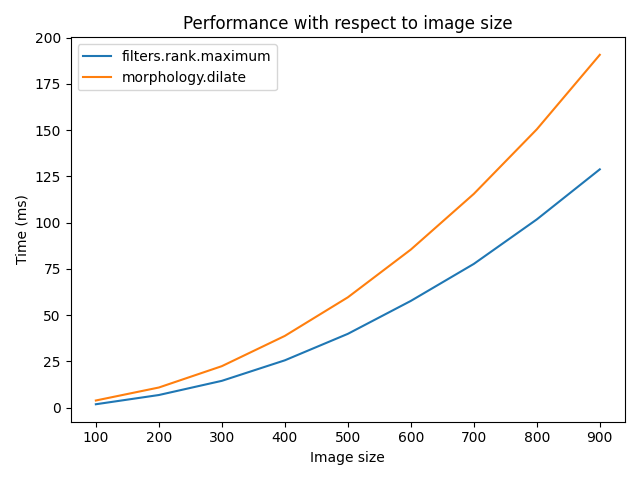 Performance with respect to image size
filters.rank.maximum
morphology.dilate
Time (ms)
200
175
150
125
100
75
50
25
0
100 200 300 400 500 600 700 800 900
Image size